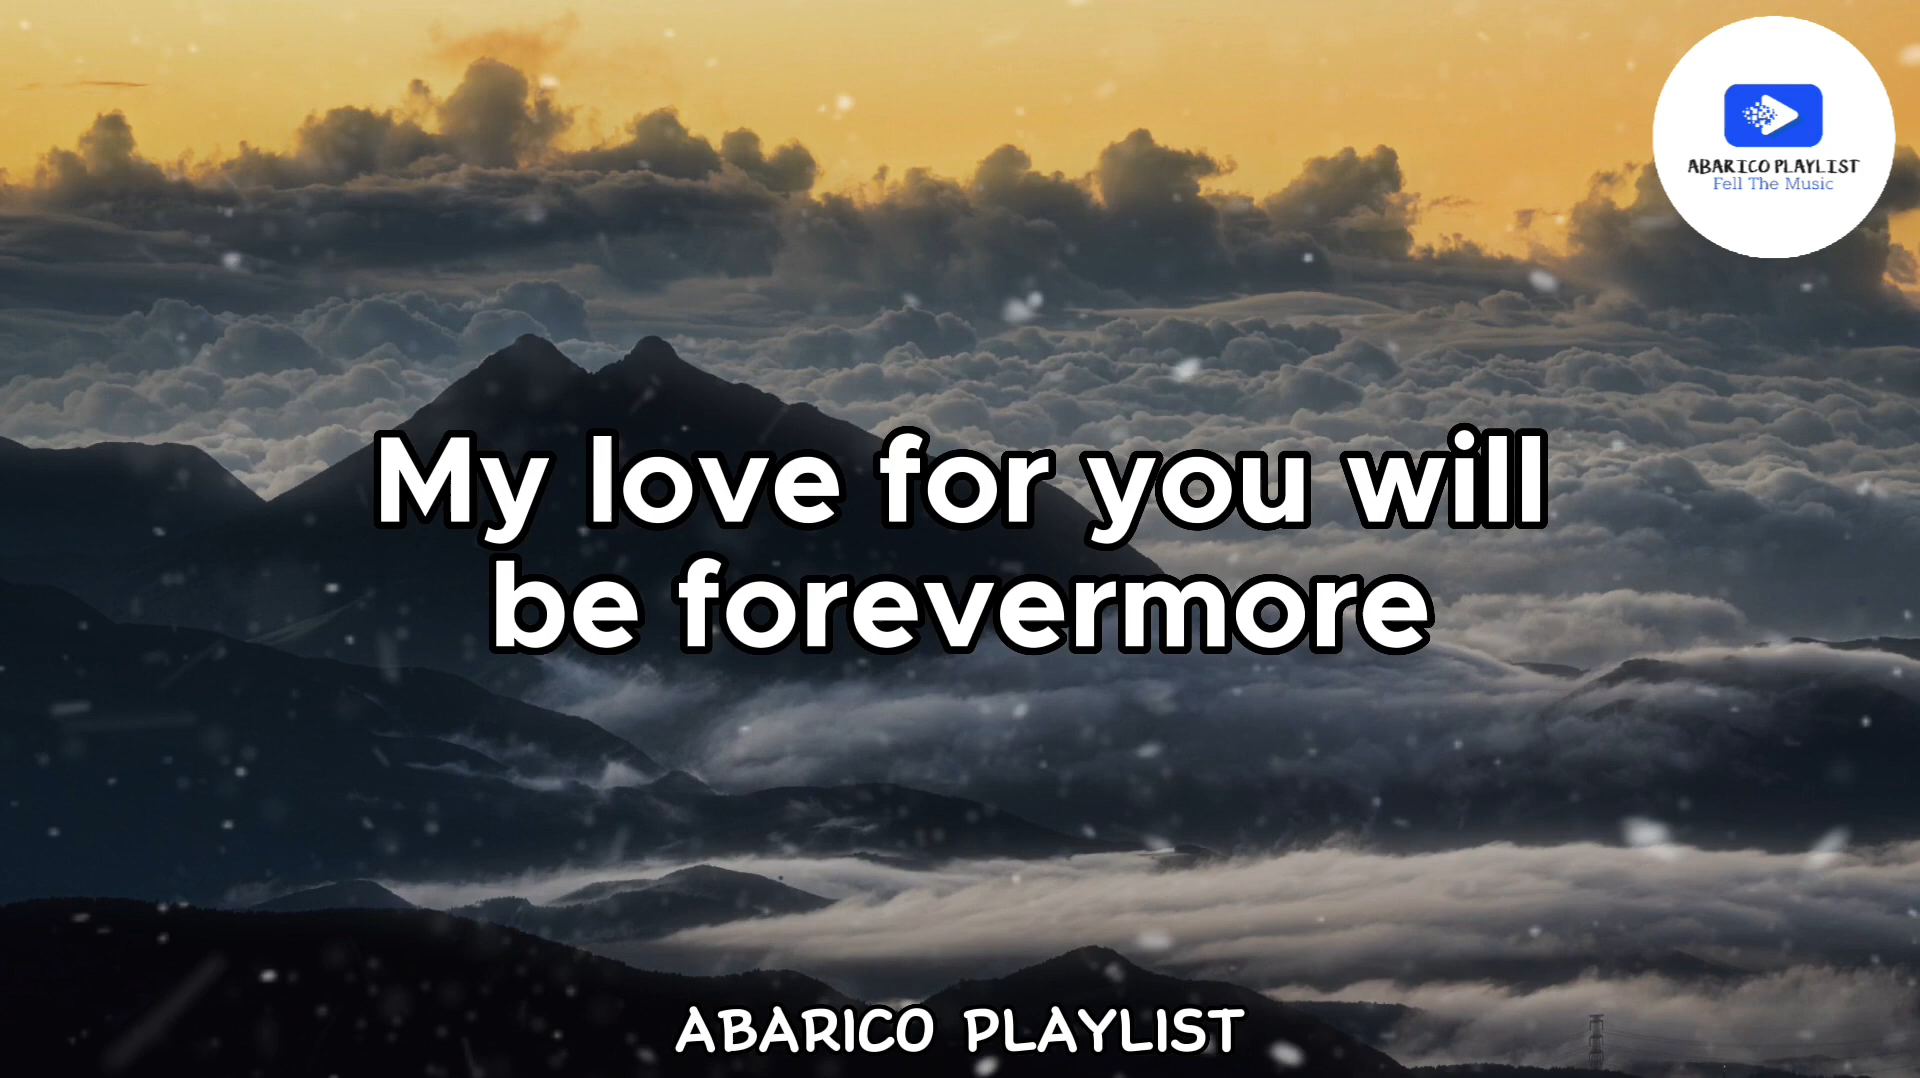 ABARICO PLAYLIST
Fell The Music
My love for you will
be forevermore
ABARICO PLAYLIST